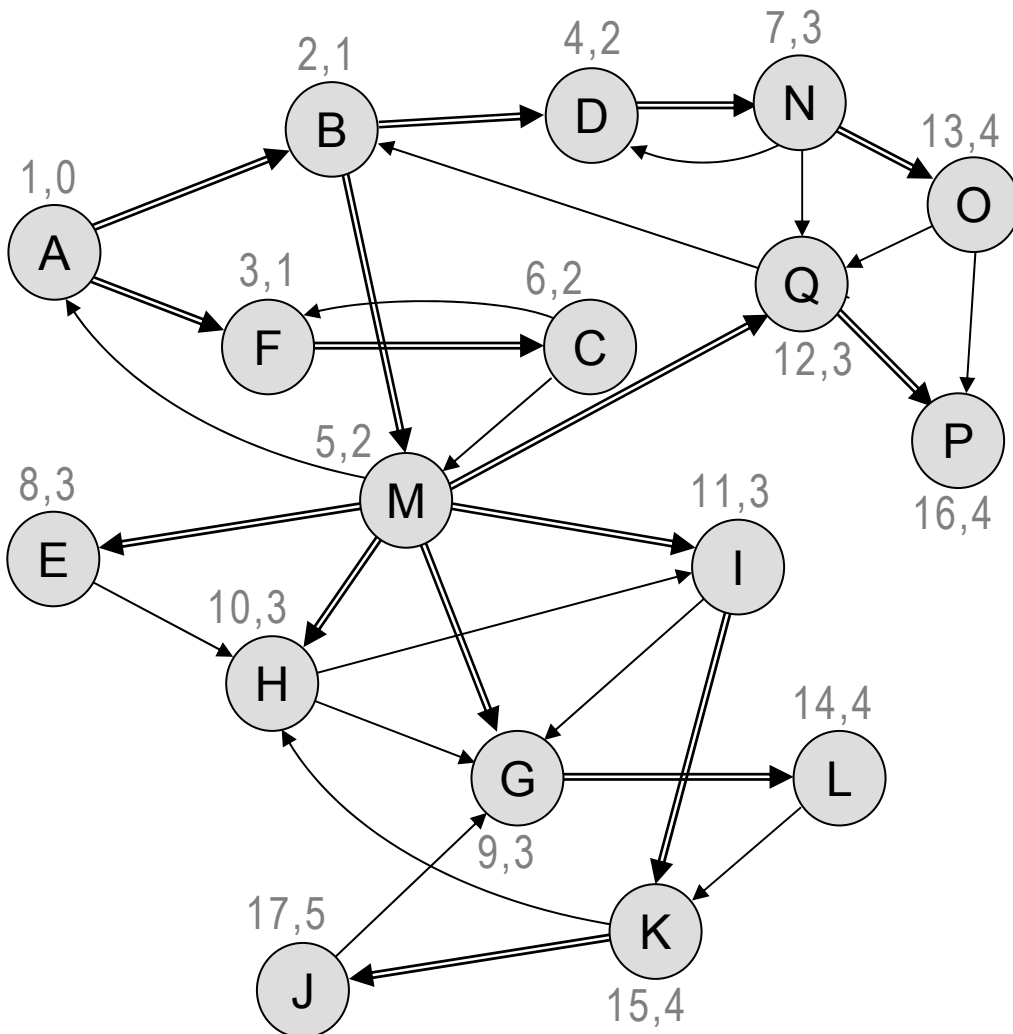 7,3
4,2
2,1
N
D
B
13,4
O
1,0
A
3,1
6,2
Q
F
C
12,3
5,2
P
8,3
M
11,3
16,4
E
I
10,3
H
14,4
G
L
9,3
17,5
K
J
15,4